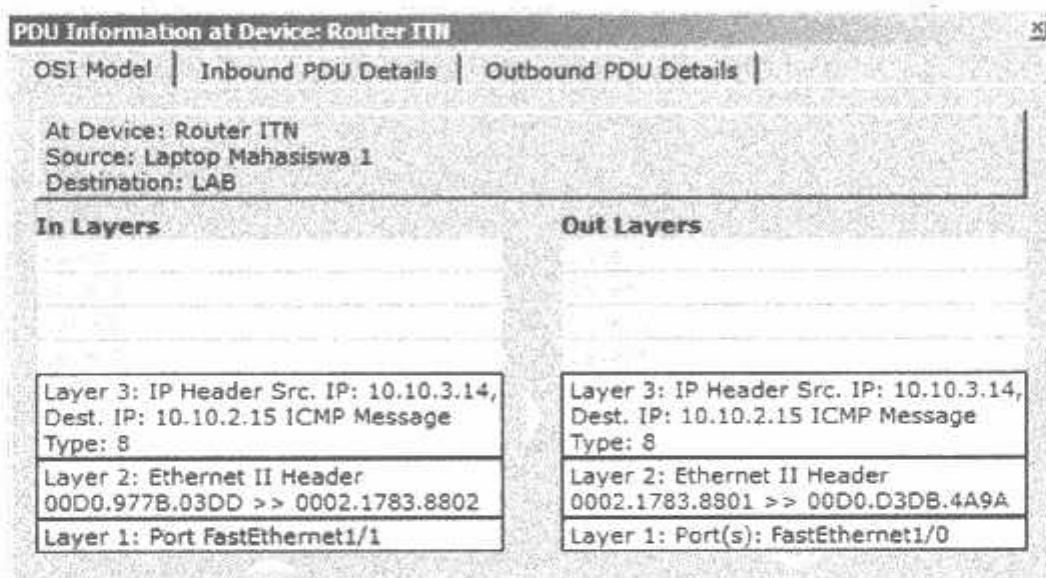 PDU Information at Device: Router ITN
OSI Model | Inbound PDU Details | Outbound PDU Details |
At Device: Router ITN
Source: Laptop Mahasiswa 1
Destination: LAB
In Layers
Layer 3: IP Header Src. IP: 10.10.3.14,
Dest. IP: 10.10.2.15 ICMP Message
Type: 8
Layer 2: Ethernet II Header
00D0.977B.03DD >> 0002.1783.8802
Layer 1: Port FastEthernet1/1
Out Layers
Layer 3: IP Header Src. IP: 10.10.3.14,
Dest. IP: 10.10.2.15 ICMP Message
Type: 8
Layer 2: Ethernet II Header
0002.1783.8801 >> 00D0.D3DB.4A9A
Layer 1: Port(s): FastEthernet1/0